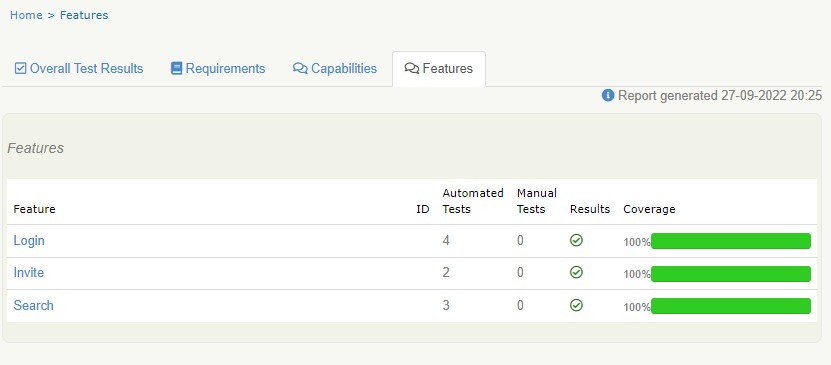 Home > Features
Overall Test Results Requirements Capabilities Features
Report generated 27-09-2022 20:25
Features
Feature ID Automated Tests Manual Tests Results Coverage
Login 4 0 100%
Invite 2 0 100%
Search 3 0 100%